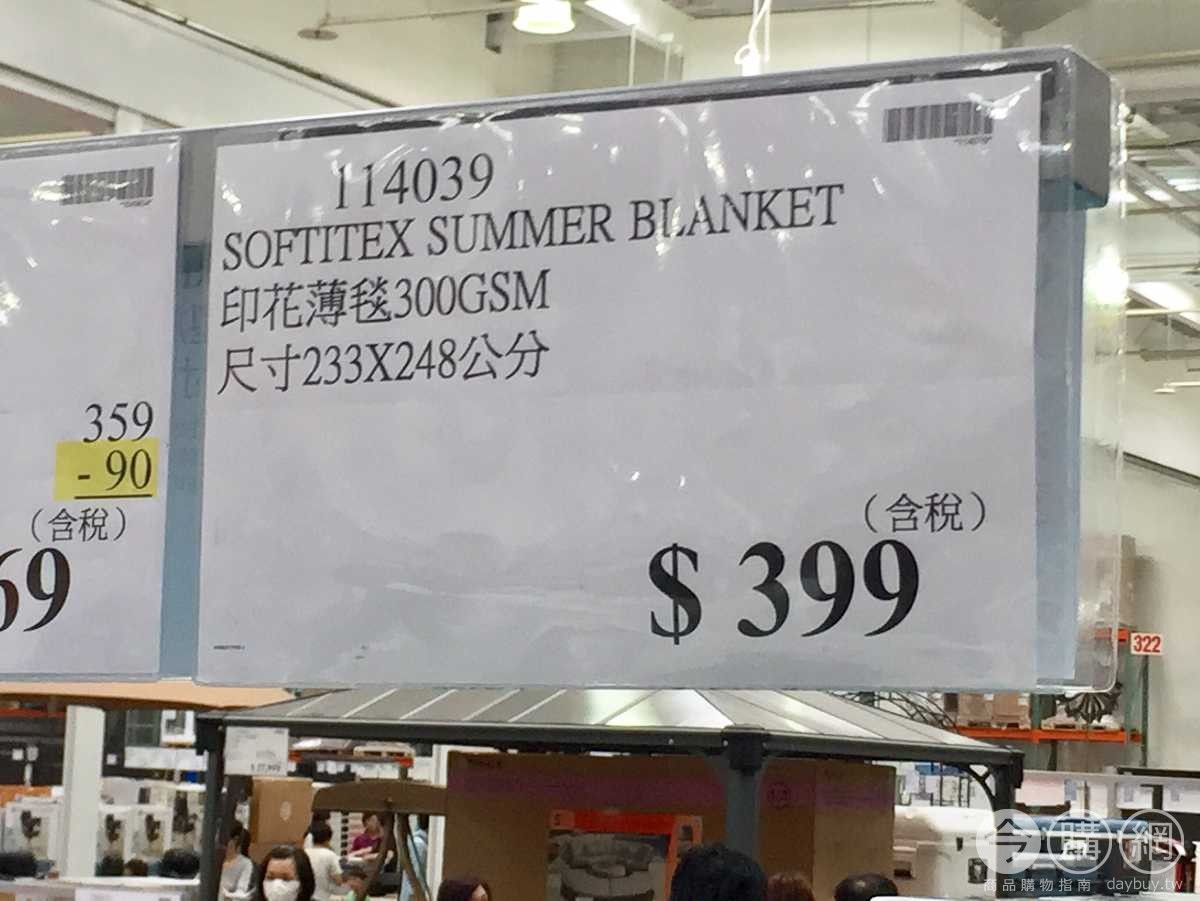 114039
SOFTITEX SUMMER BLANKET
印花薄毯300GSM
尺寸233X248公分
(含稅)
$ 399
359
- 90
(含稅)
69
322
今購網
商品購物指南 daybuy.tw